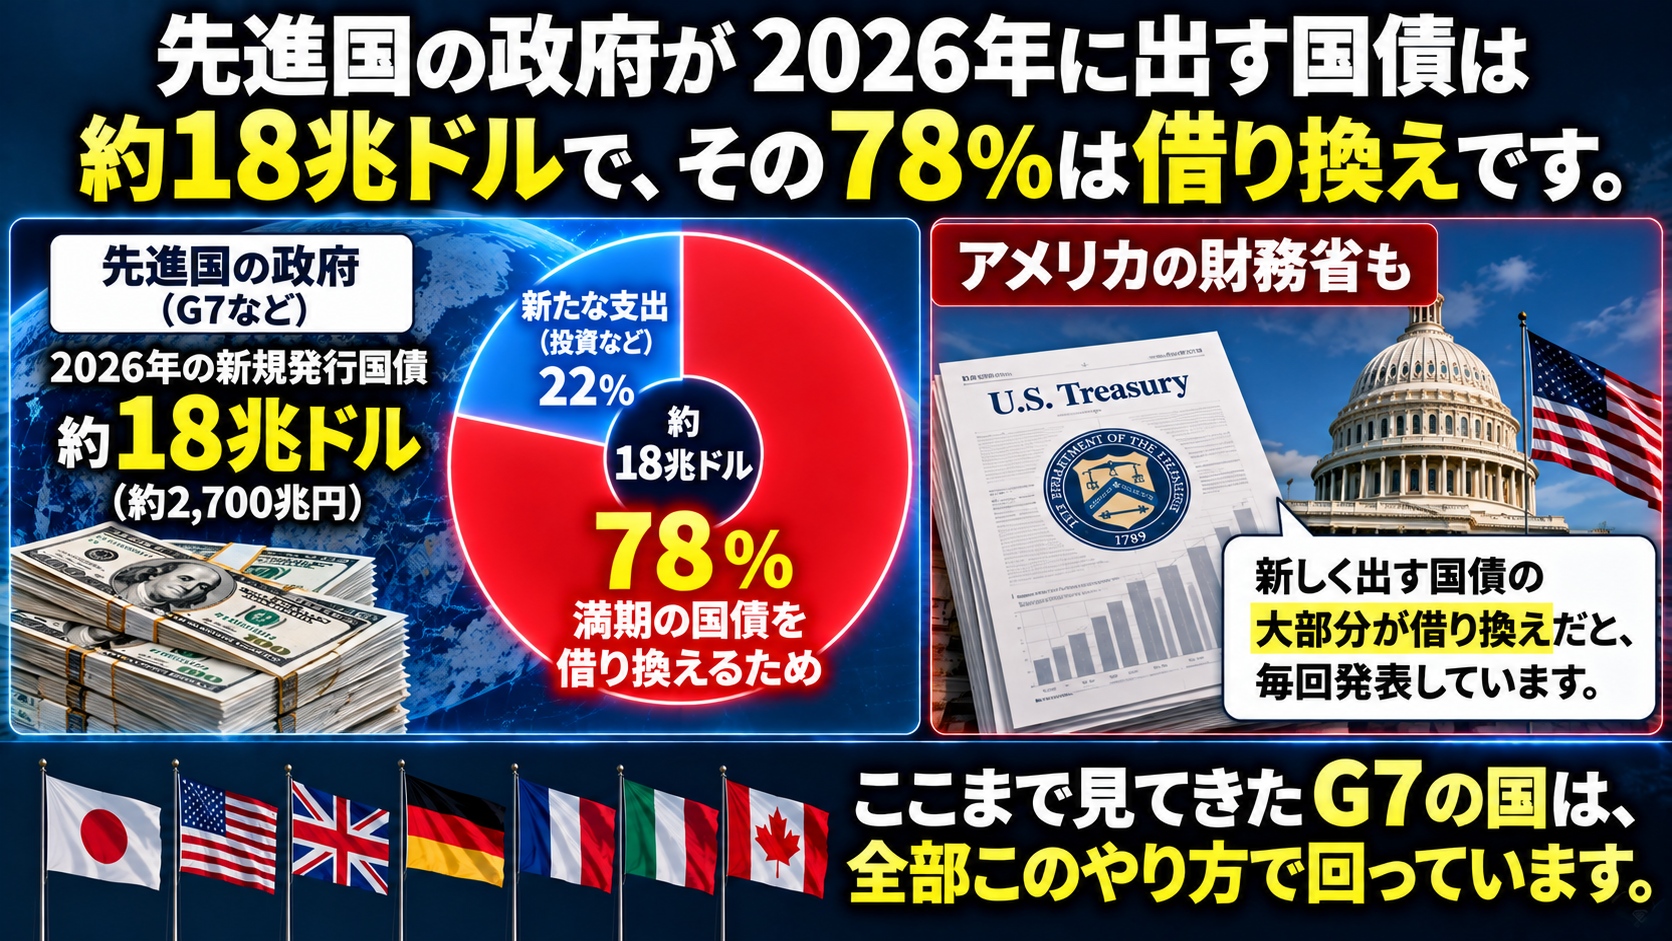 先進国の政府が2026年に出す国債は
約18兆ドルで、その78%は借り換えです。
先進国の政府
（G7など）
2026年の新規発行国債
約18兆ドル
（約2,700兆円）
新たな支出
（投資など）
22%
約
18兆ドル
78%
満期の国債を
借り換えるため
アメリカの財務省も
U.S. Treasury
1789
新しく出す国債の
大部分が借り換えだと、
毎回発表しています。
ここまで見てきたG7の国は、
全部このやり方で回っています。